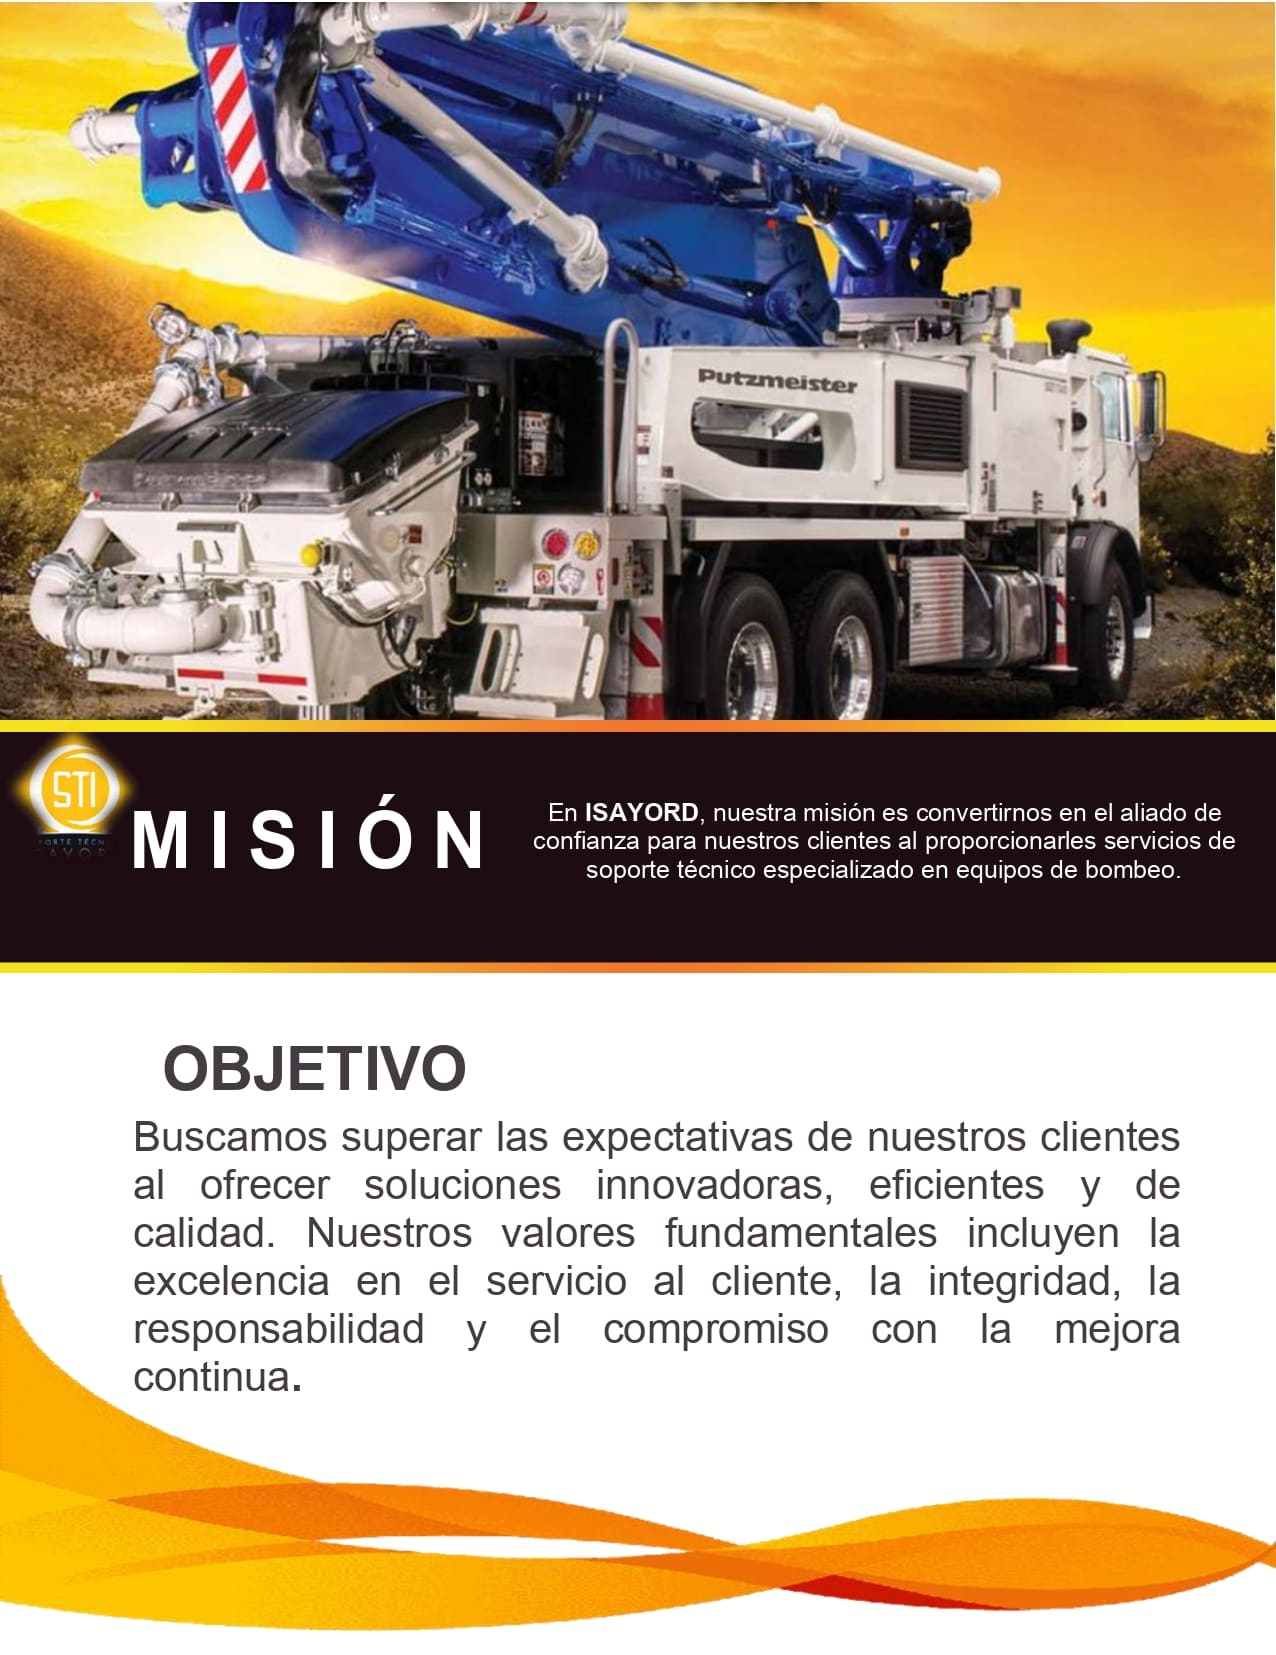 Putzmeister
STI
MISIÓN
En ISAYORD, nuestra misión es convertirnos en el aliado de
confianza para nuestros clientes al proporcionarles servicios de
soporte técnico especializado en equipos de bombeo.
OBJETIVO
Buscamos superar las expectativas de nuestros clientes
al ofrecer soluciones innovadoras, eficientes y de
calidad. Nuestros valores fundamentales incluyen la
excelencia en el servicio al cliente, la integridad, la
responsabilidad y el compromiso con la mejora
continua.